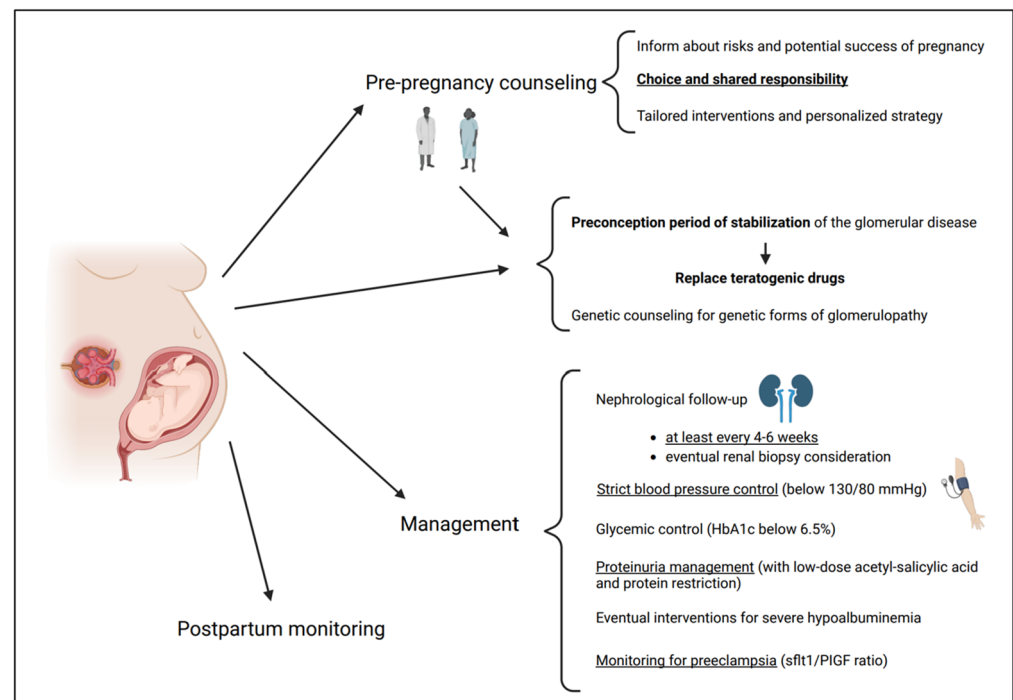 Inform about risks and potential success of pregnancy
Pre-pregnancy counseling
Choice and shared responsibility
Tailored interventions and personalized strategy
Preconception period of stabilization of the glomerular disease
Replace teratogenic drugs
Genetic counseling for genetic forms of glomerulopathy
Nephrological follow-up
• at least every 4-6 weeks
• eventual renal biopsy consideration
Strict blood pressure control (below 130/80 mmHg)
Management
Glycemic control (HbA1c below 6.5%)
Proteinuria management (with low-dose acetyl-salicylic acid
and protein restriction)
Eventual interventions for severe hypoalbuminemia
Postpartum monitoring
Monitoring for preeclampsia (sflt1/PlGF ratio)